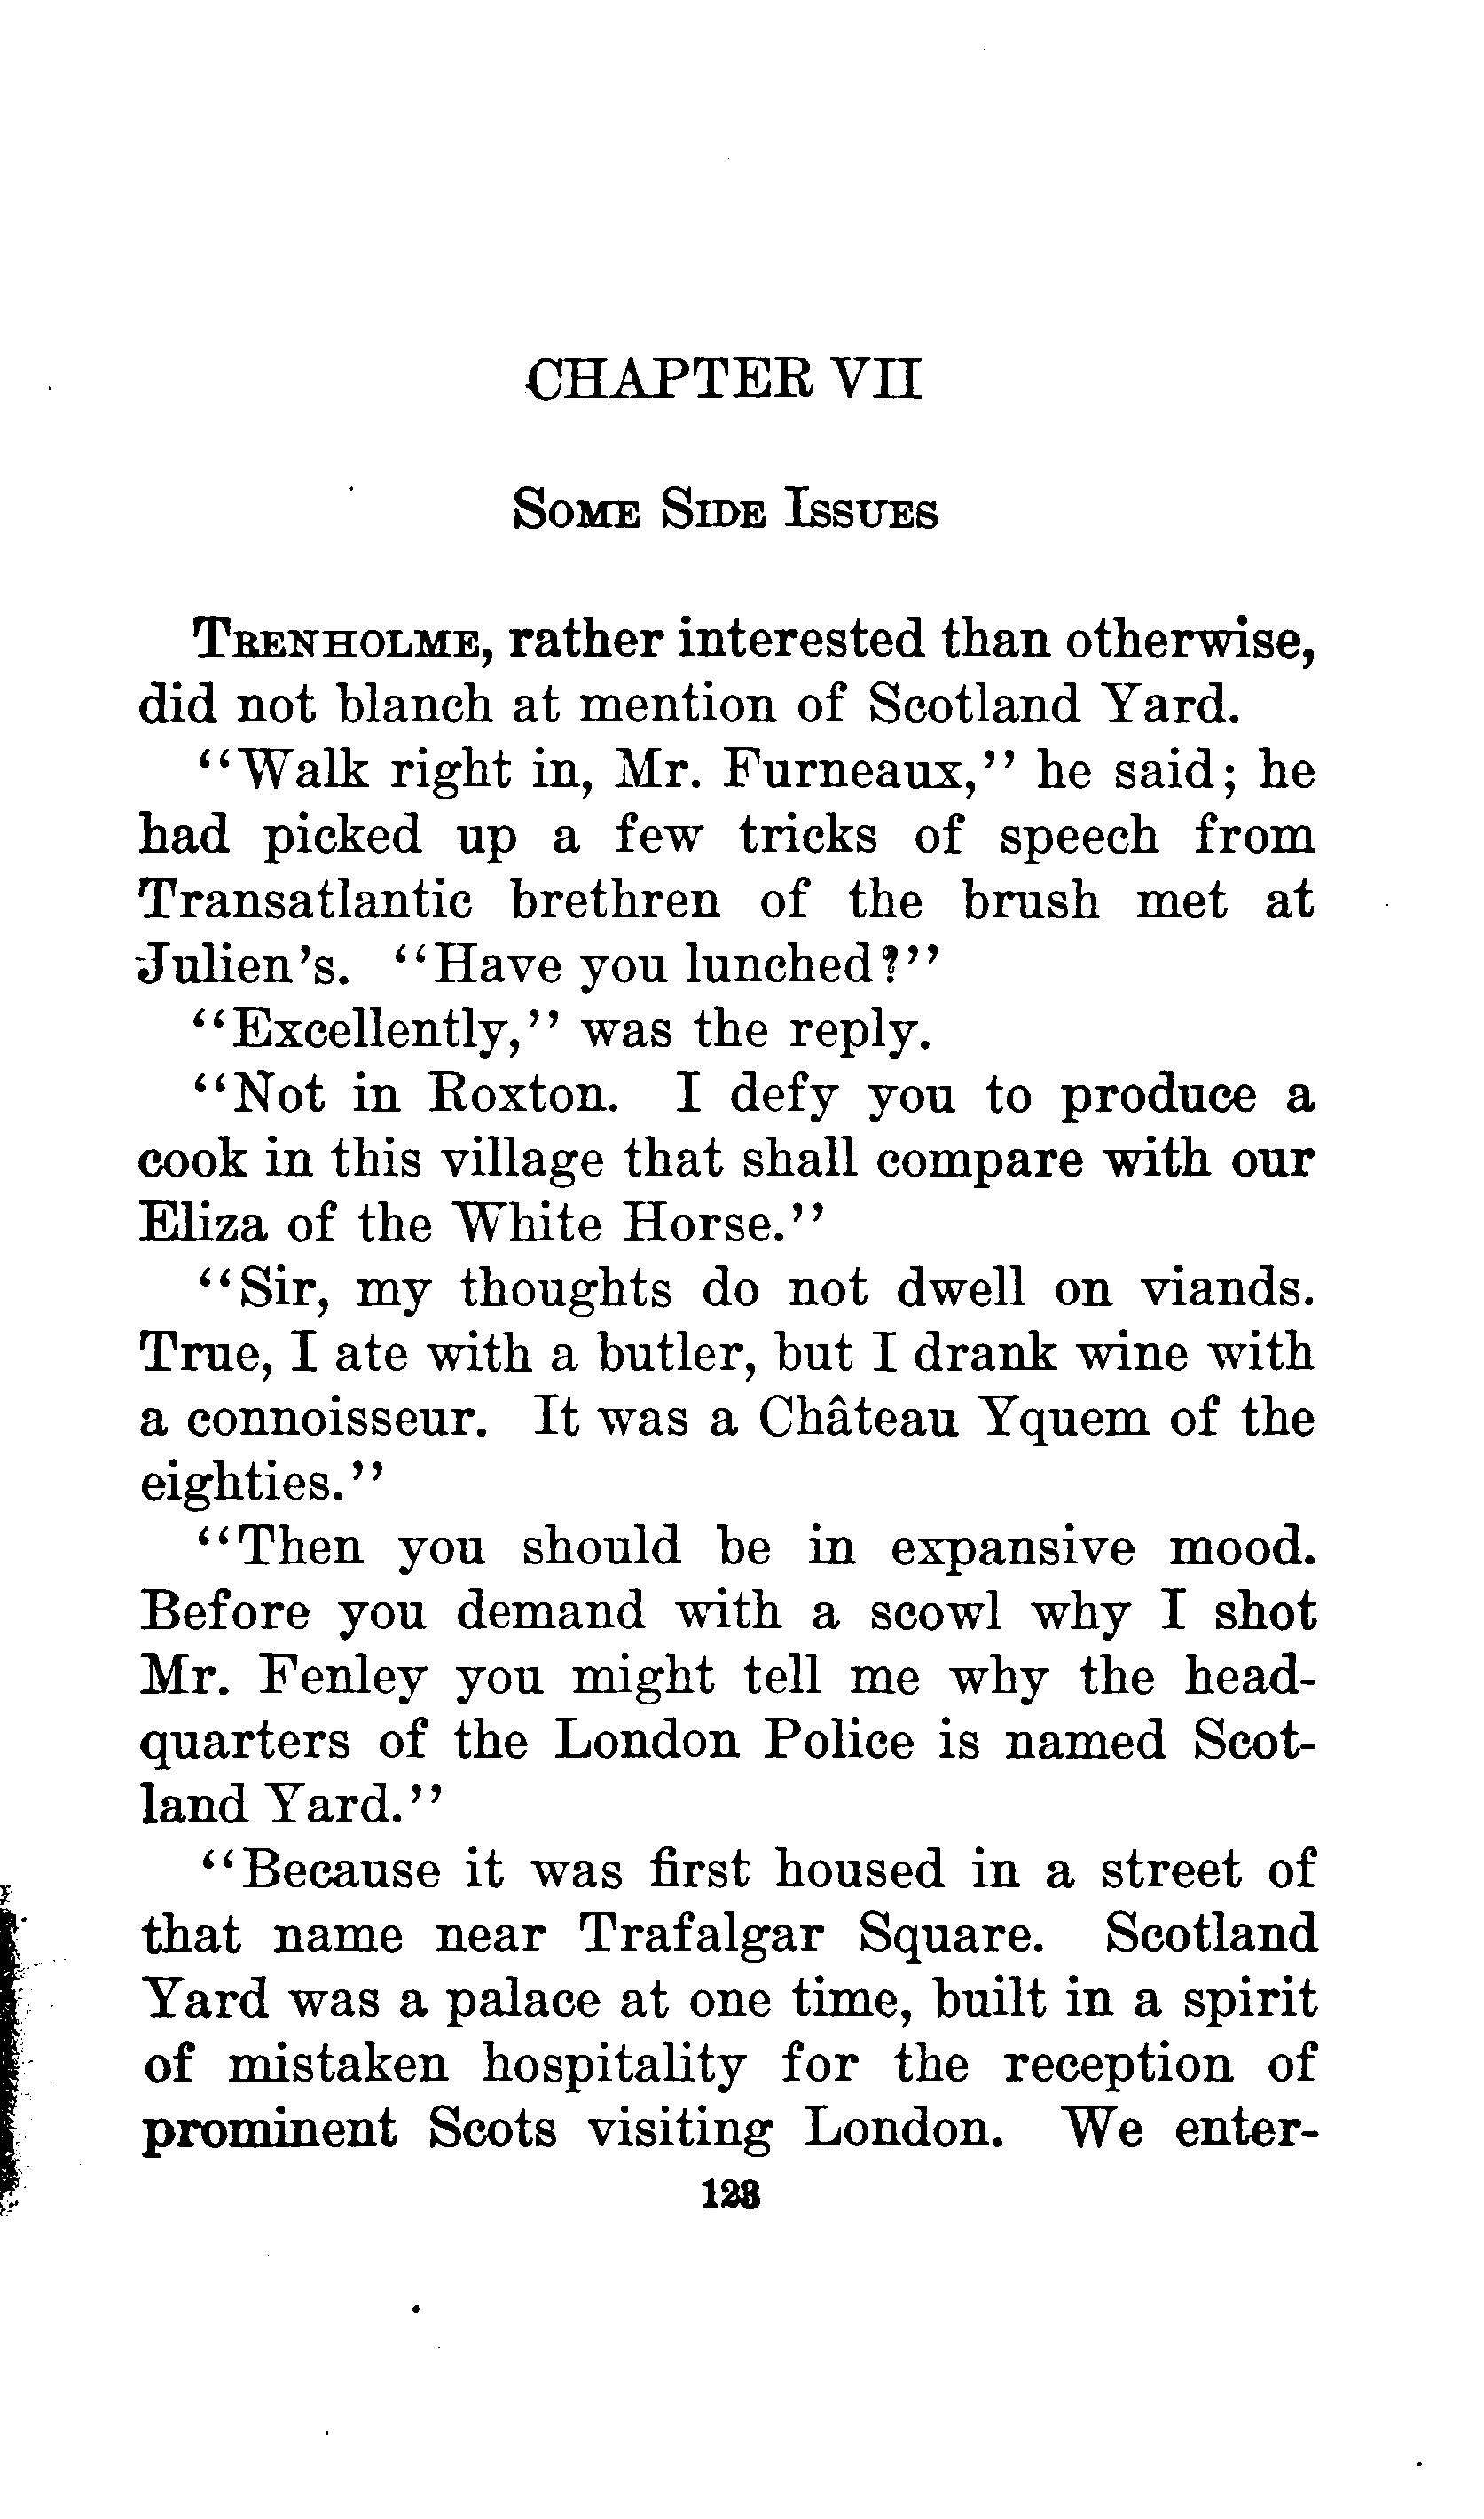 CHAPTER VII
SOME SIDE ISSUES
TRENHOLME, rather interested than otherwise,
did not blanch at mention of Scotland Yard.
"Walk right in, Mr. Furneaux," he said; he
had picked up a few tricks of speech from
Transatlantic brethren of the brush met at
Julien's. "Have you lunched?"
"Excellently," was the reply.
"Not in Roxton. I defy you to produce a
cook in this village that shall compare with our
Eliza of the White Horse."
"Sir, my thoughts do not dwell on viands.
True, I ate with a butler, but I drank wine with
a connoisseur. It was a Château Yquem of the
eighties."
"Then you should be in expansive mood.
Before you demand with a scowl why I shot
Mr. Fenley you might tell me why the head-
quarters of the London Police is named Scot-
land Yard."
"Because it was first housed in a street of
that name near Trafalgar Square. Scotland
Yard was a palace at one time, built in a spirit
of mistaken hospitality for the reception of
prominent Scots visiting London. We enter-
123